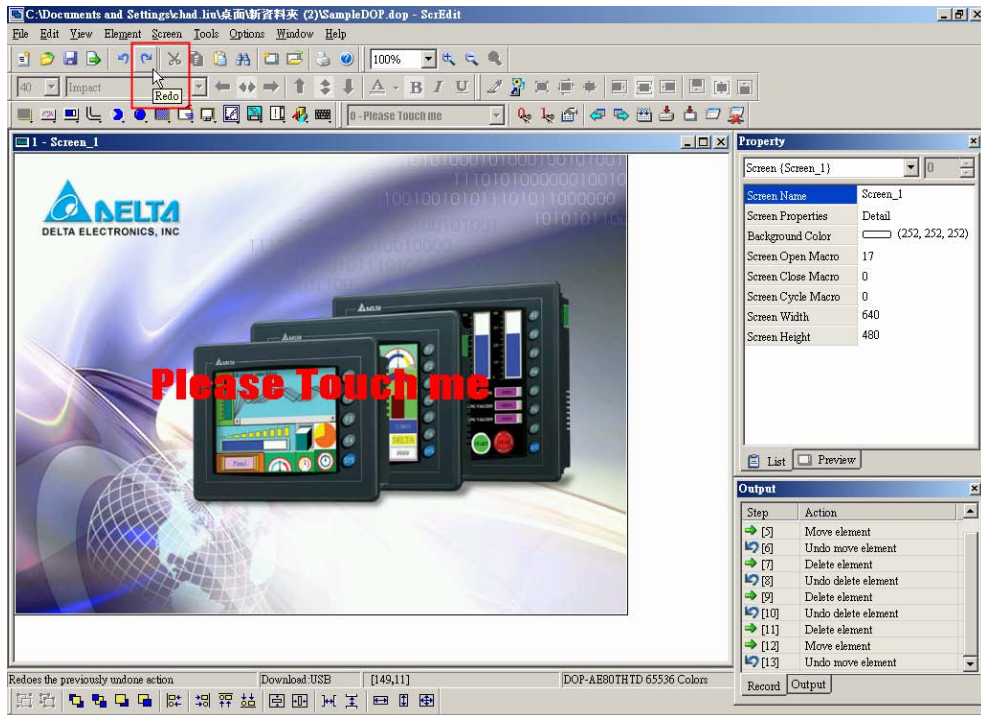 C:\Documents and Settings\chad.liu\桌面\新資料夾 (2)\SampleDOP.dop - ScrEdit
File Edit View Element Screen Tools Options Window Help
100%
40 Impact
Redo
A B I U
0 - Please Touch me
1 - Screen_1
DELTA
DELTA ELECTRONICS, INC
Please Touch me
Property
Screen {Screen_1} 0
Screen Name Screen_1
Screen Properties Detail
Background Color (252, 252, 252)
Screen Open Macro 17
Screen Close Macro 0
Screen Cycle Macro 0
Screen Width 640
Screen Height 480
List Preview
Output
Step Action
[5] Move element
[6] Undo move element
[7] Delete element
[8] Undo delete element
[9] Delete element
[10] Undo delete element
[11] Delete element
[12] Move element
[13] Undo move element
Record Output
Redoes the previously undone action Download:USB [149,11] DOP-AE80THTD 65536 Colors